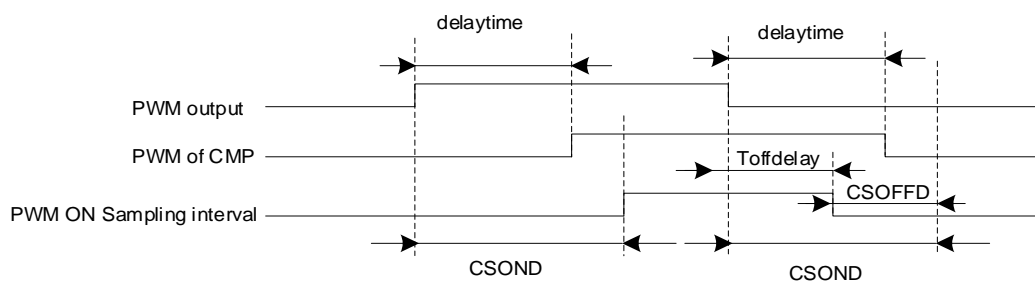 delaytime
delaytime
PWM output
PWM of CMP
Toffdelay
CSOFFD
PWM ON Sampling interval
CSOND
CSOND